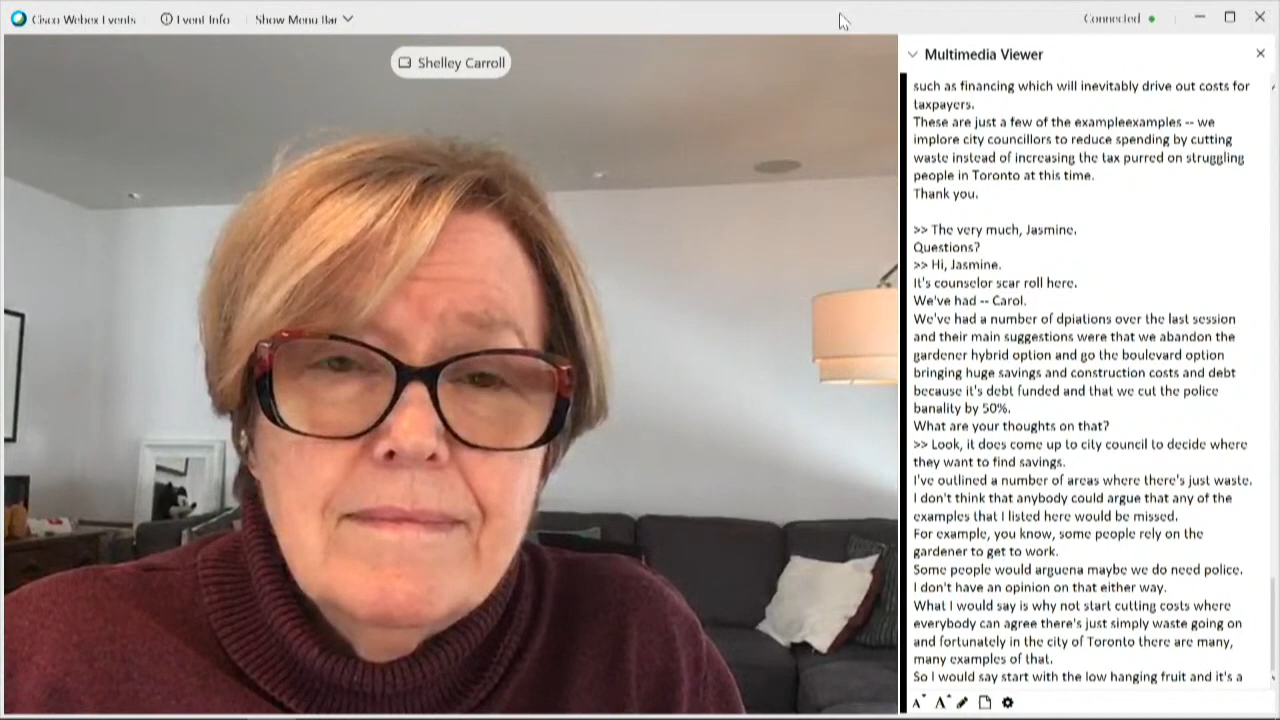 Cisco Webex Events
Event Info
Show Menu Bar
Connected
Shelley Carroll
Multimedia Viewer
such as financing which will inevitably drive out costs for
taxpayers.
These are just a few of the exampleexamples -- we
implore city councillors to reduce spending by cutting
waste instead of increasing the tax purred on struggling
people in Toronto at this time.
Thank you.
>> The very much, Jasmine.
Questions?
>> Hi, Jasmine.
It's counselor scar roll here.
We've had -- Carol.
We've had a number of dpiations over the last session
and their main suggestions were that we abandon the
gardener hybrid option and go the boulevard option
bringing huge savings and construction costs and debt
because it's debt funded and that we cut the police
banality by 50%.
What are your thoughts on that?
>> Look, it does come up to city council to decide where
they want to find savings.
I've outlined a number of areas where there's just waste.
I don't think that anybody could argue that any of the
examples that I listed here would be missed.
For example, you know, some people rely on the
gardener to get to work.
Some people would arguena maybe we do need police.
I don't have an opinion on that either way.
What I would say is why not start cutting costs where
everybody can agree there's just simply waste going on
and fortunately in the city of Toronto there are many,
many examples of that.
So I would say start with the low hanging fruit and it's a